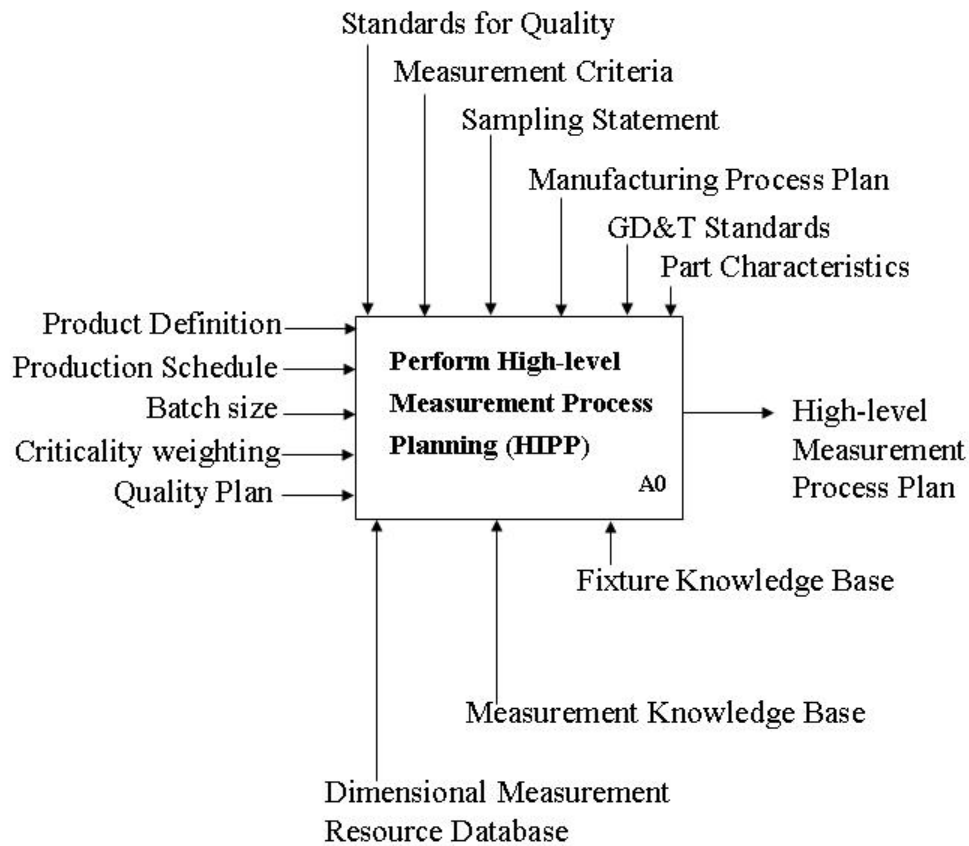 Standards for Quality
Measurement Criteria
Sampling Statement
Manufacturing Process Plan
GD&T Standards
Part Characteristics
Product Definition
Production Schedule
Batch size
Criticality weighting
Quality Plan
Perform High-level
Measurement Process
Planning (HIPP)
A0
High-level
Measurement
Process Plan
Fixture Knowledge Base
Measurement Knowledge Base
Dimensional Measurement
Resource Database